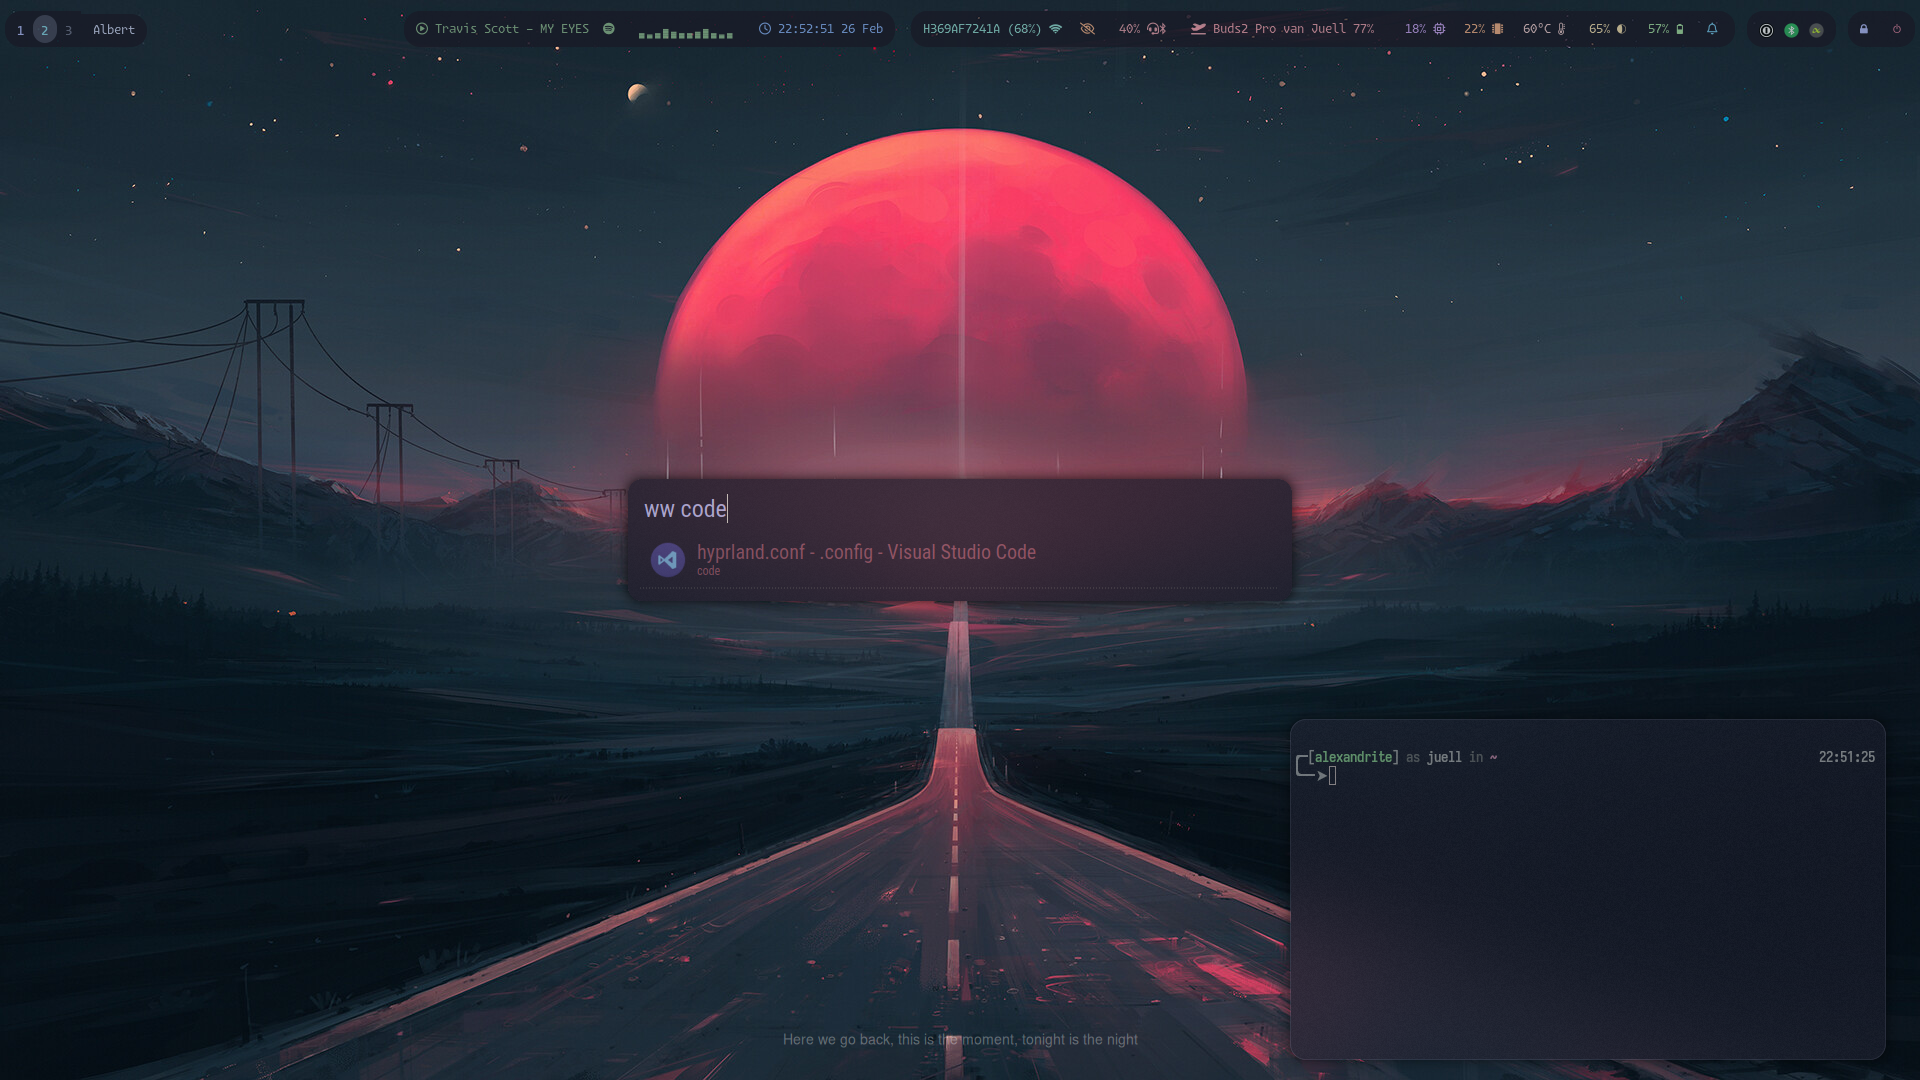 1 2 3 Albert
Travis Scott – MY EYES
22:52:51 26 Feb
H369AF7241A (68%)
40%
Buds2 Pro van Juell 77%
18%
22%
60°C
65%
57%
ww code
hyprland.conf - .config - Visual Studio Code
code
[alexandrite] as juell in ~
22:51:25
Here we go back, this is the moment, tonight is the night